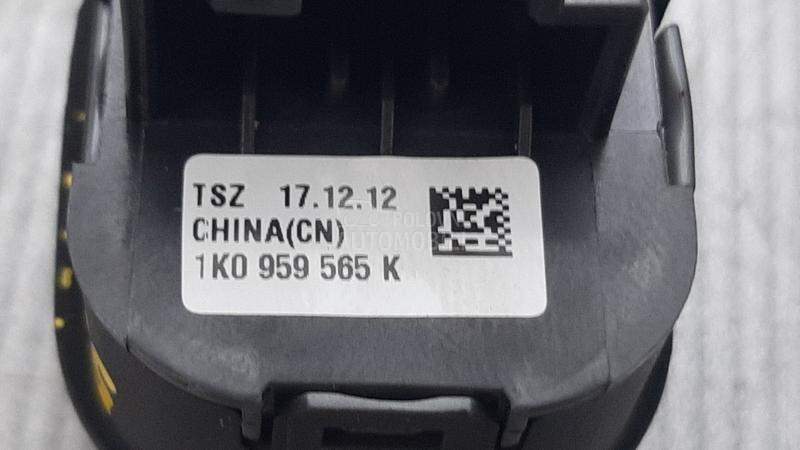 TSZ 17.12.12
CHINA(CN)
1K0 959 565 K